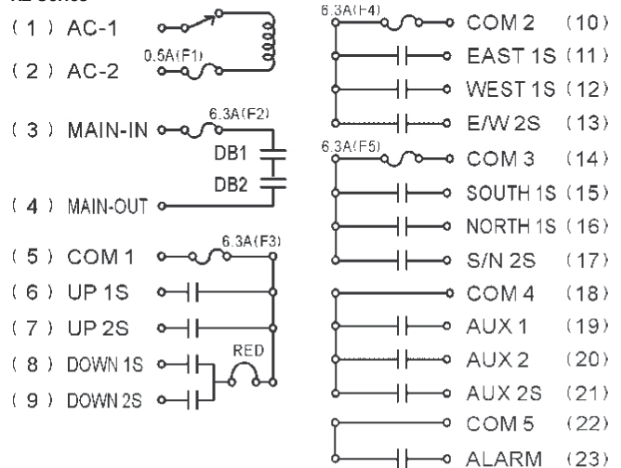 ( 1 ) AC-1
0.5A(F1)
( 2 ) AC-2
6.3A(F2)
( 3 ) MAIN-IN
DB1
DB2
( 4 ) MAIN-OUT
6.3A(F3)
( 5 ) COM 1
( 6 ) UP 1S
( 7 ) UP 2S
RED
( 8 ) DOWN 1S
( 9 ) DOWN 2S
6.3A(F4)
COM 2 (10)
EAST 1S (11)
WEST 1S (12)
E/W 2S (13)
6.3A(F5)
COM 3 (14)
SOUTH 1S (15)
NORTH 1S (16)
S/N 2S (17)
COM 4 (18)
AUX 1 (19)
AUX 2 (20)
AUX 2S (21)
COM 5 (22)
ALARM (23)